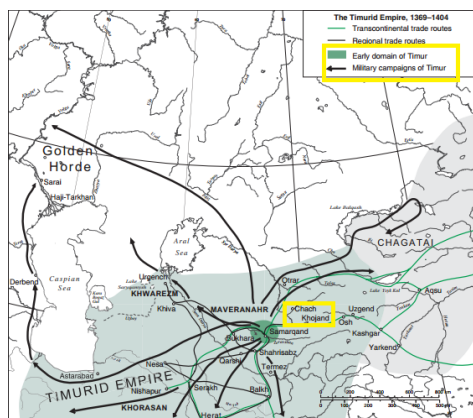 The Timurid Empire, 1369–1404
Transcontinental trade routes
Regional trade routes
Early domain of Timur
Military campaigns of Timur
Golden
Horde
Sarai
Hajji-Tarkhan
Lake Balqash
CHAGATAI
Aral
Sea
Otrar
Caspian
Sea
Derbend
Urgench
KHWAREZM
Khiva
MAVERANAHR
Chach
Khojand
Uzgend
Osh
Aqsu
Kashgar
Yarkend
Bukhara
Samarqand
Shahrisabz
Qarshi
Termez
Astarabad
Nesa
TIMURID EMPIRE
Nishapur
Serakh
Balkh
KHORASAN
Herat